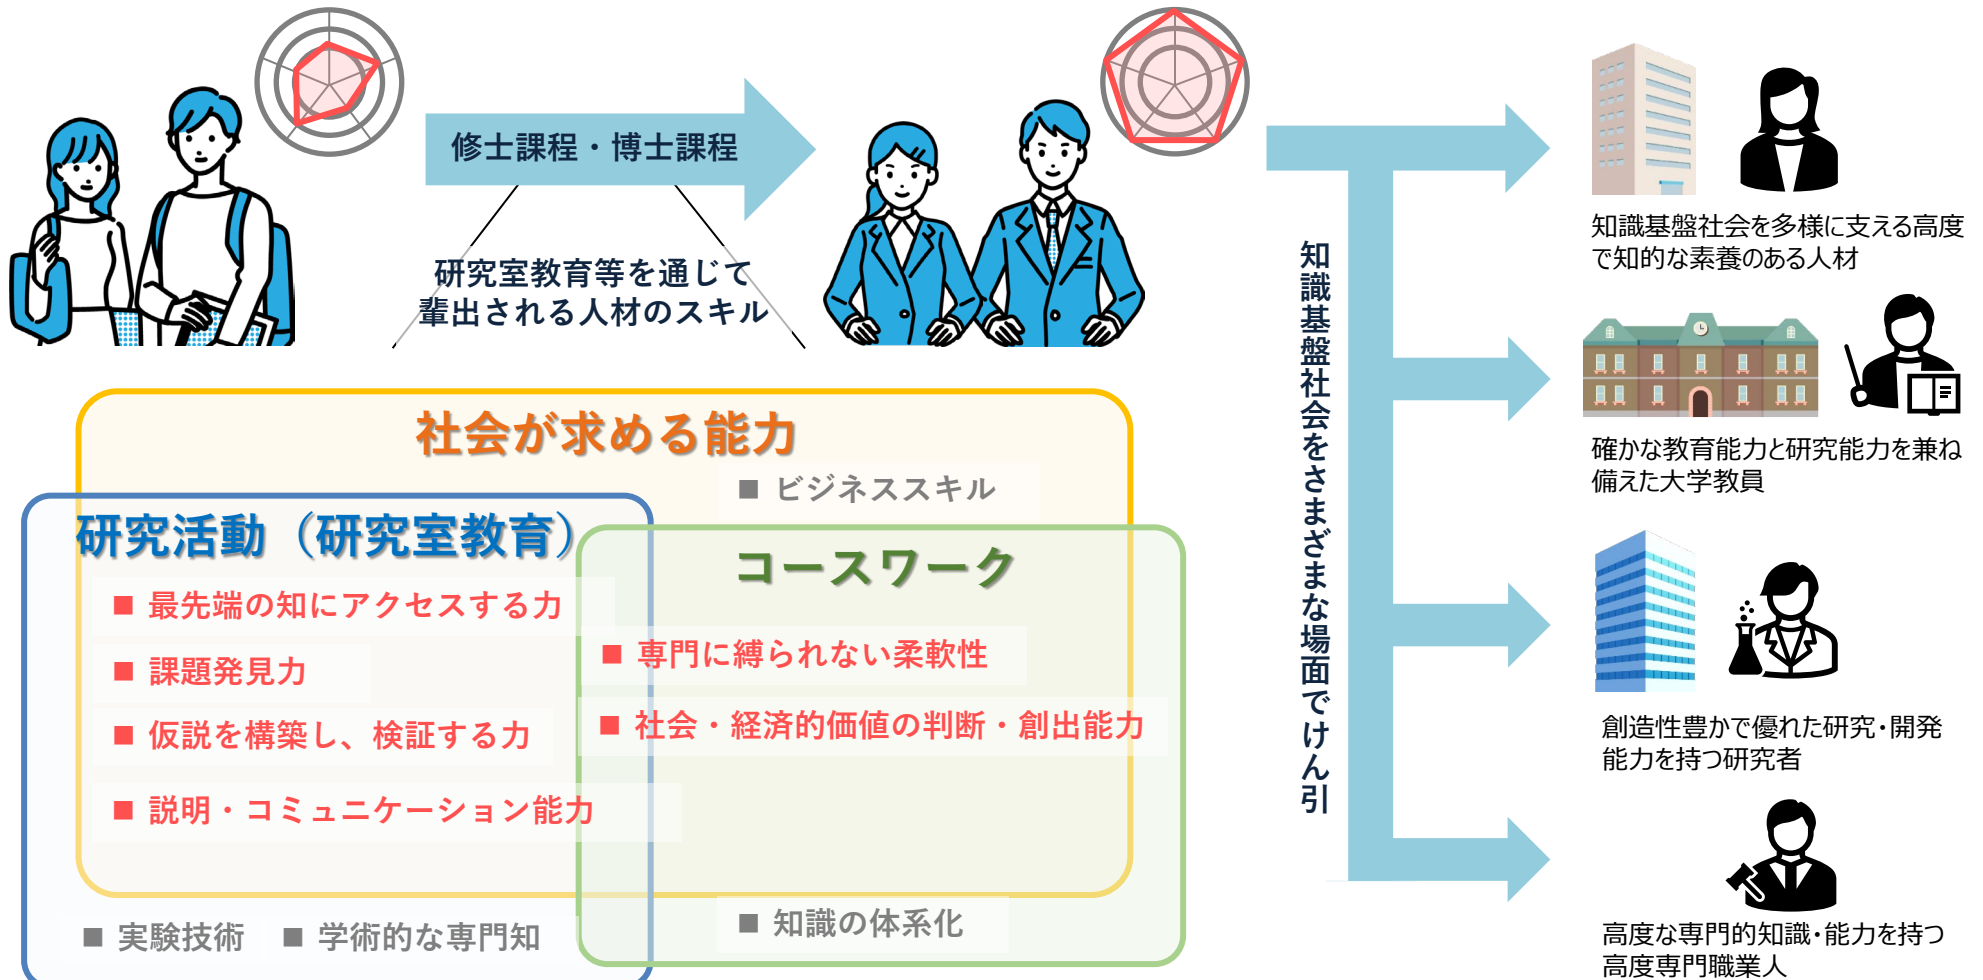 修士課程・博士課程
研究室教育等を通じて
輩出される人材のスキル
社会が求める能力
■ ビジネススキル
研究活動（研究室教育）
■ 最先端の知にアクセスする力
■ 課題発見力
■ 仮説を構築し、検証する力
■ 説明・コミュニケーション能力
■ 実験技術
■ 学術的な専門知
コースワーク
■ 専門に縛られない柔軟性
■ 社会・経済的価値の判断・創出能力
■ 知識の体系化
知識基盤社会をさまざまな場面でけん引
知識基盤社会を多様に支える高度
で知的な素養のある人材
確かな教育能力と研究能力を兼ね
備えた大学教員
創造性豊かで優れた研究・開発
能力を持つ研究者
高度な専門的知識・能力を持つ
高度専門職業人